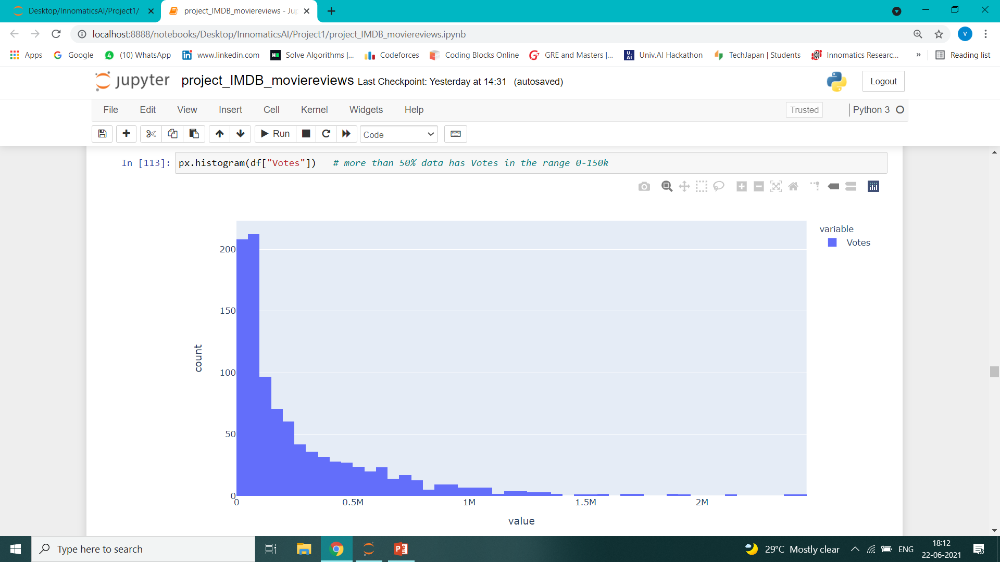 Desktop/InnomaticsAI/Project1/
project_IMDB_moviereviews - Jup
localhost:8888/notebooks/Desktop/InnomaticsAI/Project1/project_IMDB_moviereviews.ipynb
V
Apps
Google
(10) WhatsApp
www.linkedin.com
Solve Algorithms |...
Codeforces
Coding Blocks Online
GRE and Masters |...
Univ.AI Hackathon
TechJapan | Students
Innomatics Researc...
»
Reading list
jupyter project_IMDB_moviereviews Last Checkpoint: Yesterday at 14:31 (autosaved)
Logout
File Edit View Insert Cell Kernel Widgets Help
Trusted
Python 3
Run
Code
In [113]: px.histogram(df["Votes"]) # more than 50% data has Votes in the range 0-150k
variable
Votes
200
150
100
50
0
count
0 0.5M 1M 1.5M 2M
value
Type here to search
29°C Mostly clear
ENG
18:12
22-06-2021